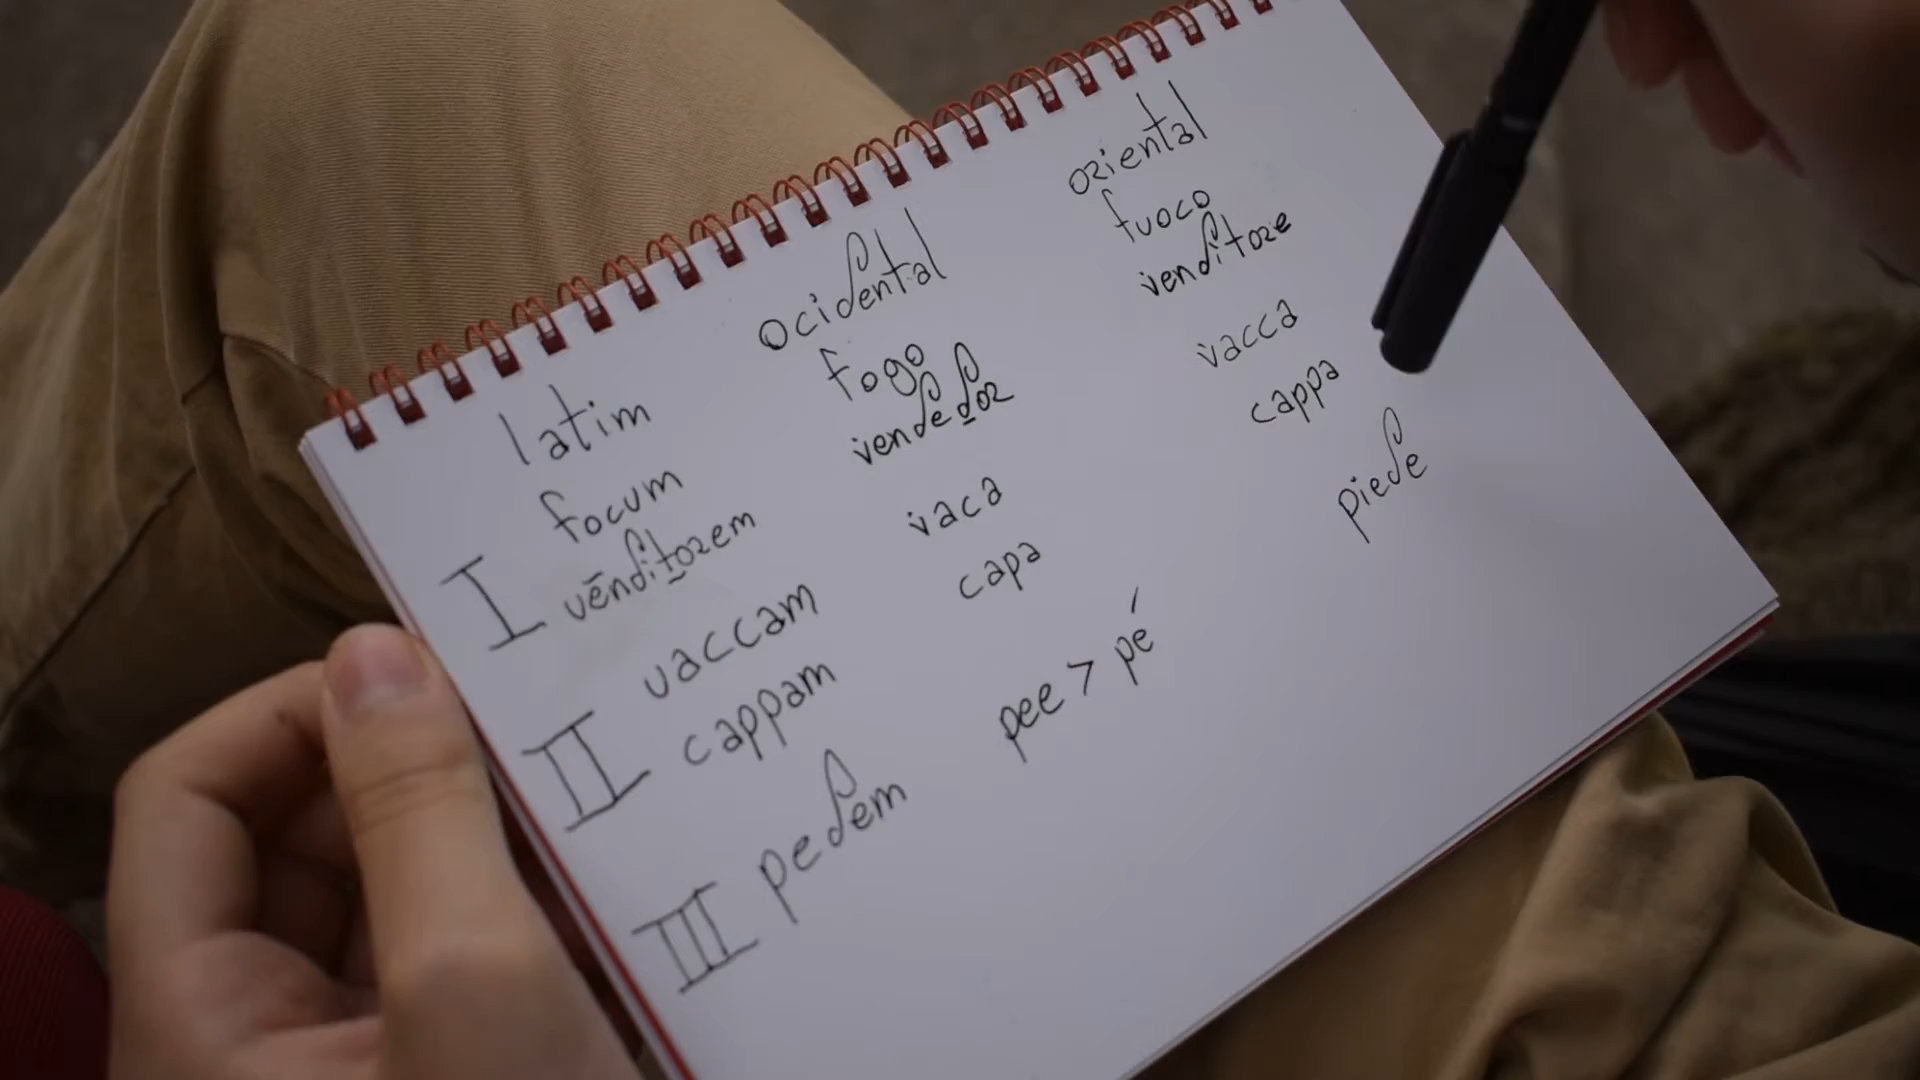 latim ocidental oriental
I focum fogo fuoco
vēnditorem vendedor venditore
II vaccam vaca vacca
cappam capa cappa
III pedem pee > pé piede